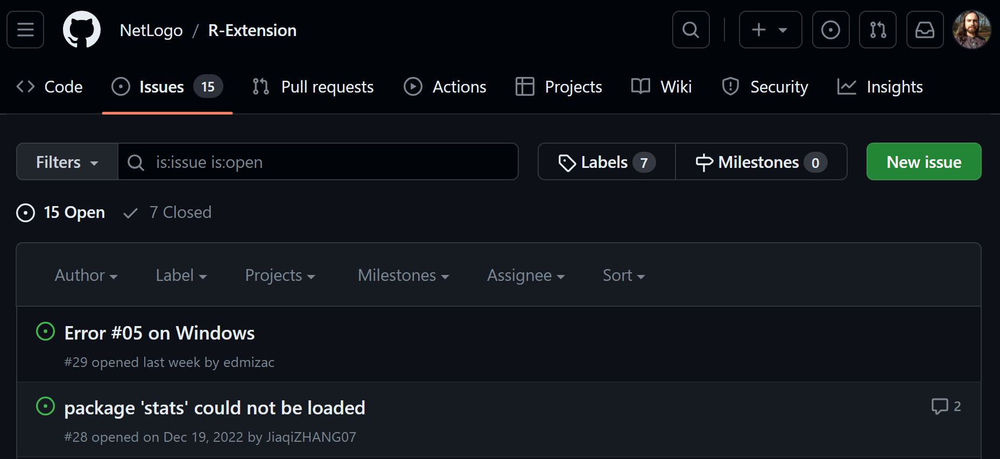 NetLogo / R-Extension
Code Issues 15 Pull requests Actions Projects Wiki Security Insights
Filters is:issue is:open Labels 7 Milestones 0 New issue
15 Open 7 Closed
Author Label Projects Milestones Assignee Sort
Error #05 on Windows
#29 opened last week by edmizac
package 'stats' could not be loaded 2
#28 opened on Dec 19, 2022 by JiaqiZHANG07